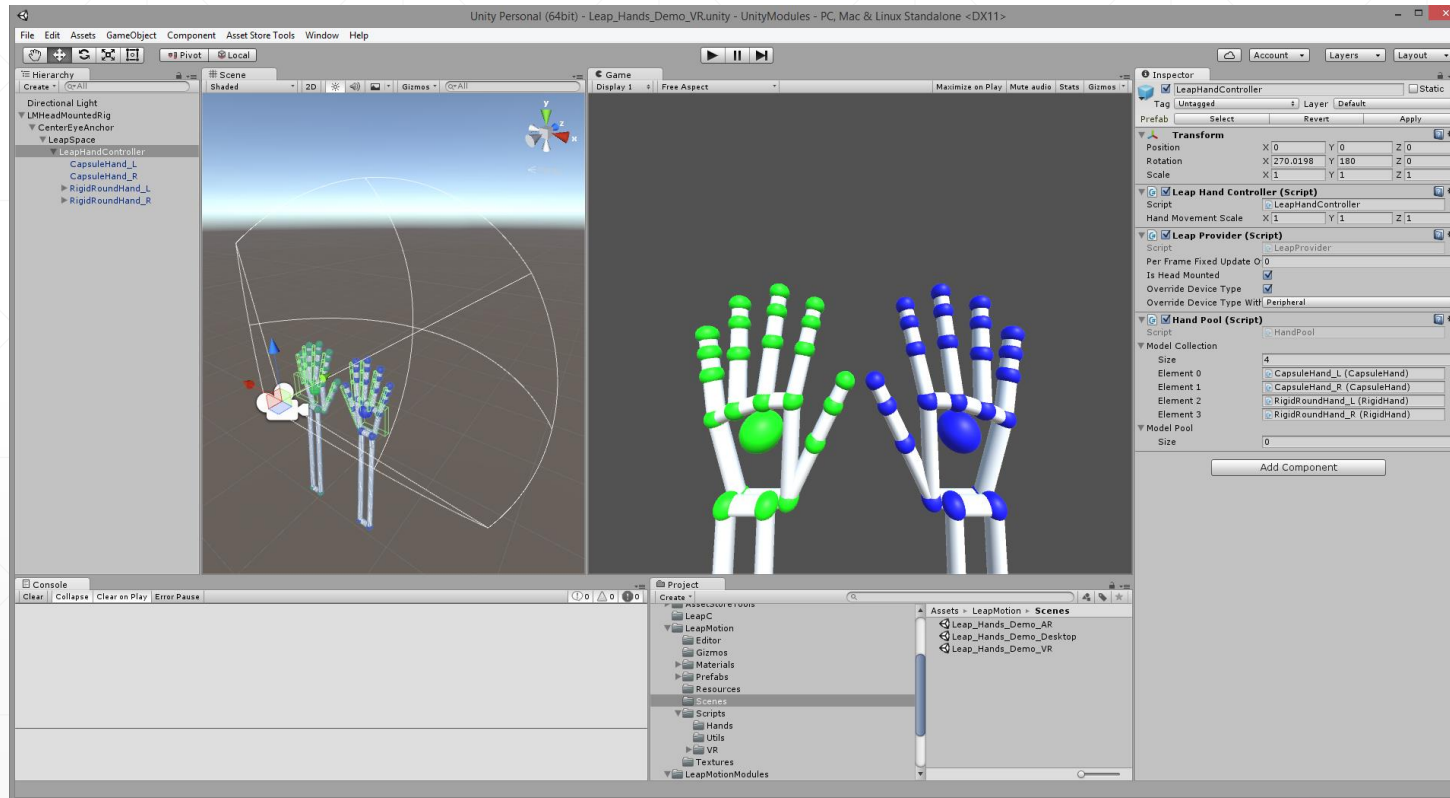 Unity Personal (64bit) - Leap_Hands_Demo_VR.unity - UnityModules - PC, Mac & Linux Standalone <DX11>
File Edit Assets GameObject Component Asset Store Tools Window Help
Pivot Local Account Layers Layout
Hierarchy
Create All
Directional Light
LMHeadMountedRig
CenterEyeAnchor
LeapSpace
LeapHandController
CapsuleHand_L
CapsuleHand_R
RigidRoundHand_L
RigidRoundHand_R
Scene
Shaded 2D Gizmos All
y
z
x
Game
Display 1 Free Aspect Maximize on Play Mute audio Stats Gizmos
Inspector
LeapHandController Static
Tag Untagged Layer Default
Prefab Select Revert Apply
Transform
Position X 0 Y 0 Z 0
Rotation X 270.0198 Y 180 Z 0
Scale X 1 Y 1 Z 1
Leap Hand Controller (Script)
Script LeapHandController
Hand Movement Scale X 1 Y 1 Z 1
Leap Provider (Script)
Script LeapProvider
Per Frame Fixed Update O 0
Is Head Mounted
Override Device Type
Override Device Type With Peripheral
Hand Pool (Script)
Script HandPool
Model Collection
Size 4
Element 0 CapsuleHand_L (CapsuleHand)
Element 1 CapsuleHand_R (CapsuleHand)
Element 2 RigidRoundHand_L (RigidHand)
Element 3 RigidRoundHand_R (RigidHand)
Model Pool
Size 0
Add Component
Console
Clear Collapse Clear on Play Error Pause 0 0 0
Project
Create
AssetStoreTools
LeapC
LeapMotion
Editor
Gizmos
Materials
Prefabs
Resources
Scenes
Scripts
Hands
Utils
VR
Textures
LeapMotionModules
Assets ▸ LeapMotion ▸ Scenes
Leap_Hands_Demo_AR
Leap_Hands_Demo_Desktop
Leap_Hands_Demo_VR